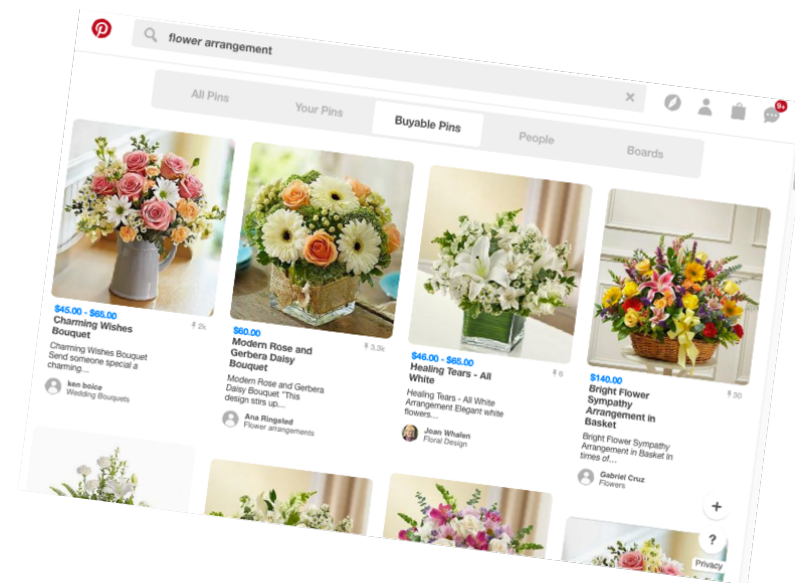 flower arrangement
9+
All Pins
Your Pins
Buyable Pins
People
Boards
$45.00 - $65.00
2k
Charming Wishes
Bouquet
Charming Wishes Bouquet
Send someone special a
charming...
ken boice
Wedding Bouquets
$60.00
3.3k
Modern Rose and
Gerbera Daisy
Bouquet
Modern Rose and Gerbera
Daisy Bouquet "This
design stirs up...
Ana Ringsled
Flower arrangements
$46.00 - $65.00
6
Healing Tears - All
White
Healing Tears - All White
Arrangement Elegant white
flowers...
Joan Whalen
Floral Design
$140.00
30
Bright Flower
Sympathy
Arrangement in
Basket
Bright Flower Sympathy
Arrangement in Basket in
times of...
Gabriel Cruz
Flowers
+
?
Privacy